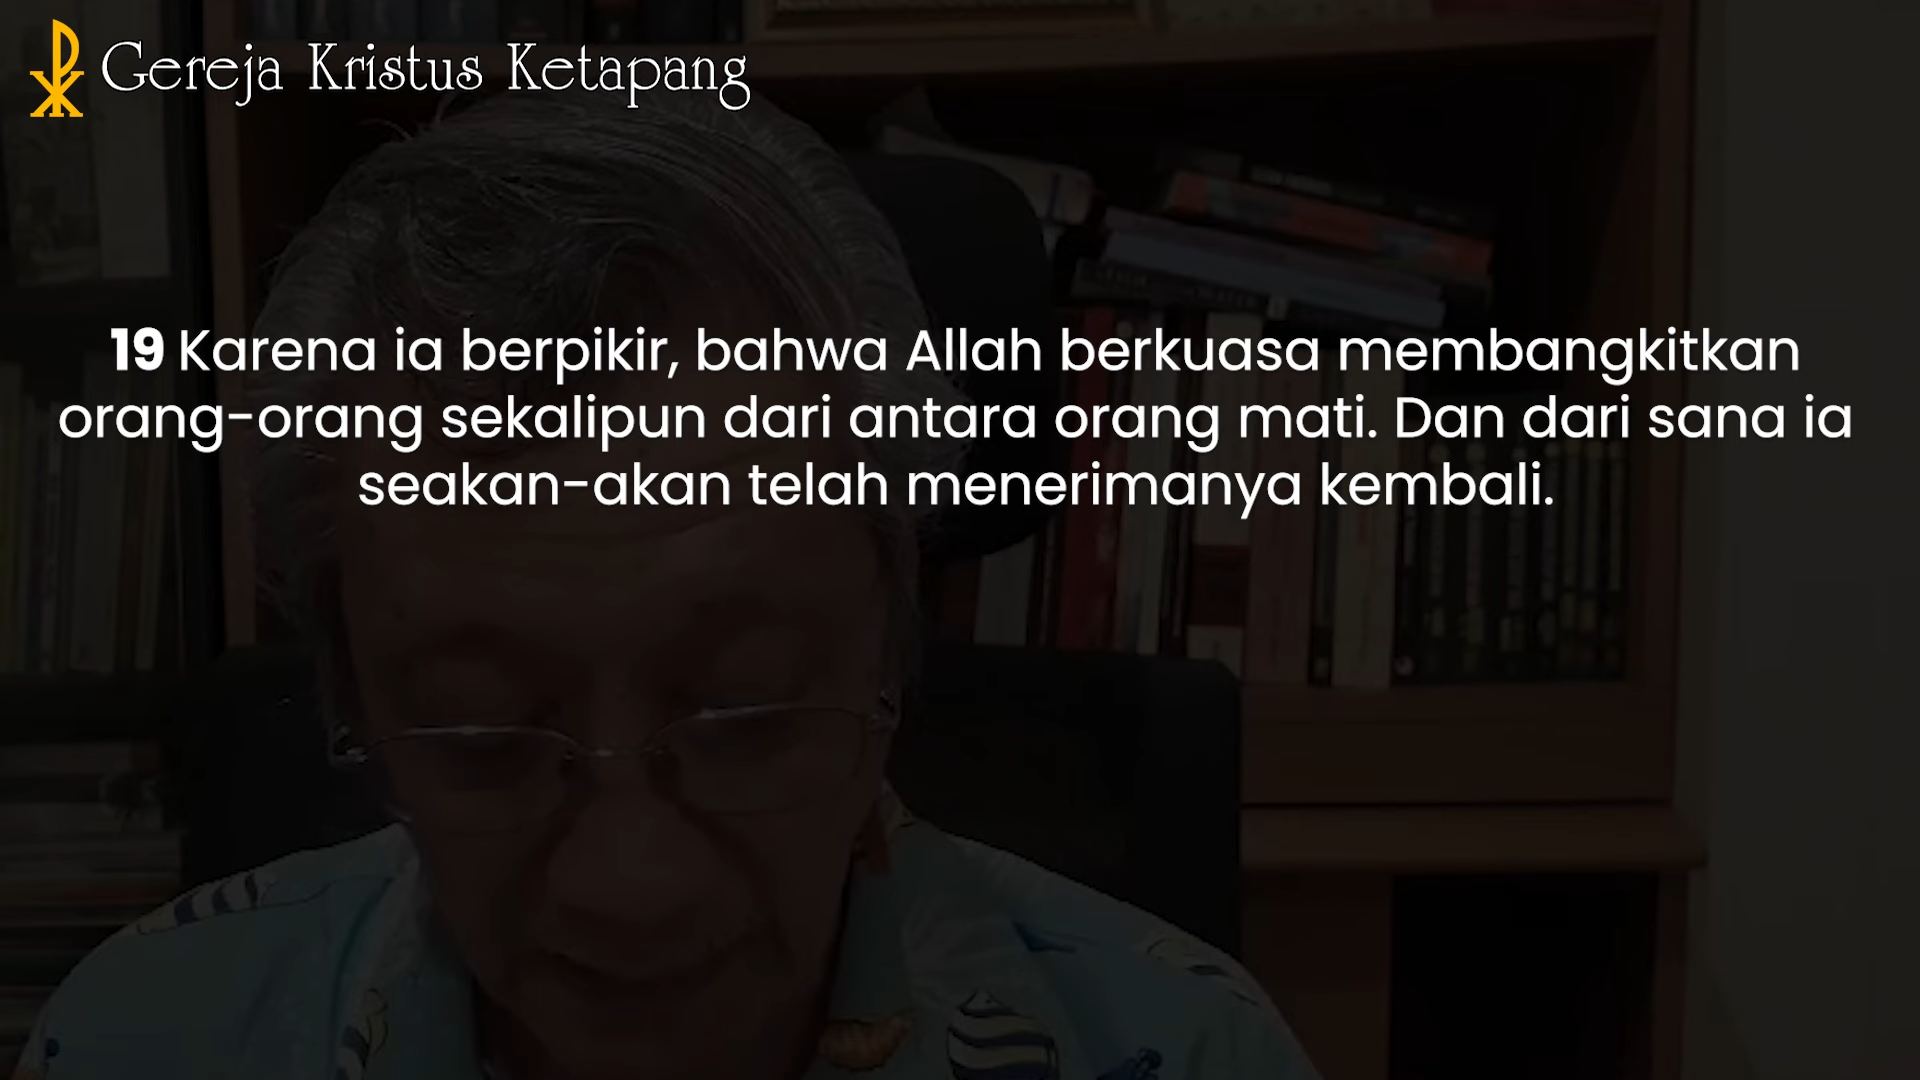 Gereja Kristus Ketapang
19 Karena ia berpikir, bahwa Allah berkuasa membangkitkan
orang-orang sekalipun dari antara orang mati. Dan dari sana ia
seakan-akan telah menerimanya kembali.